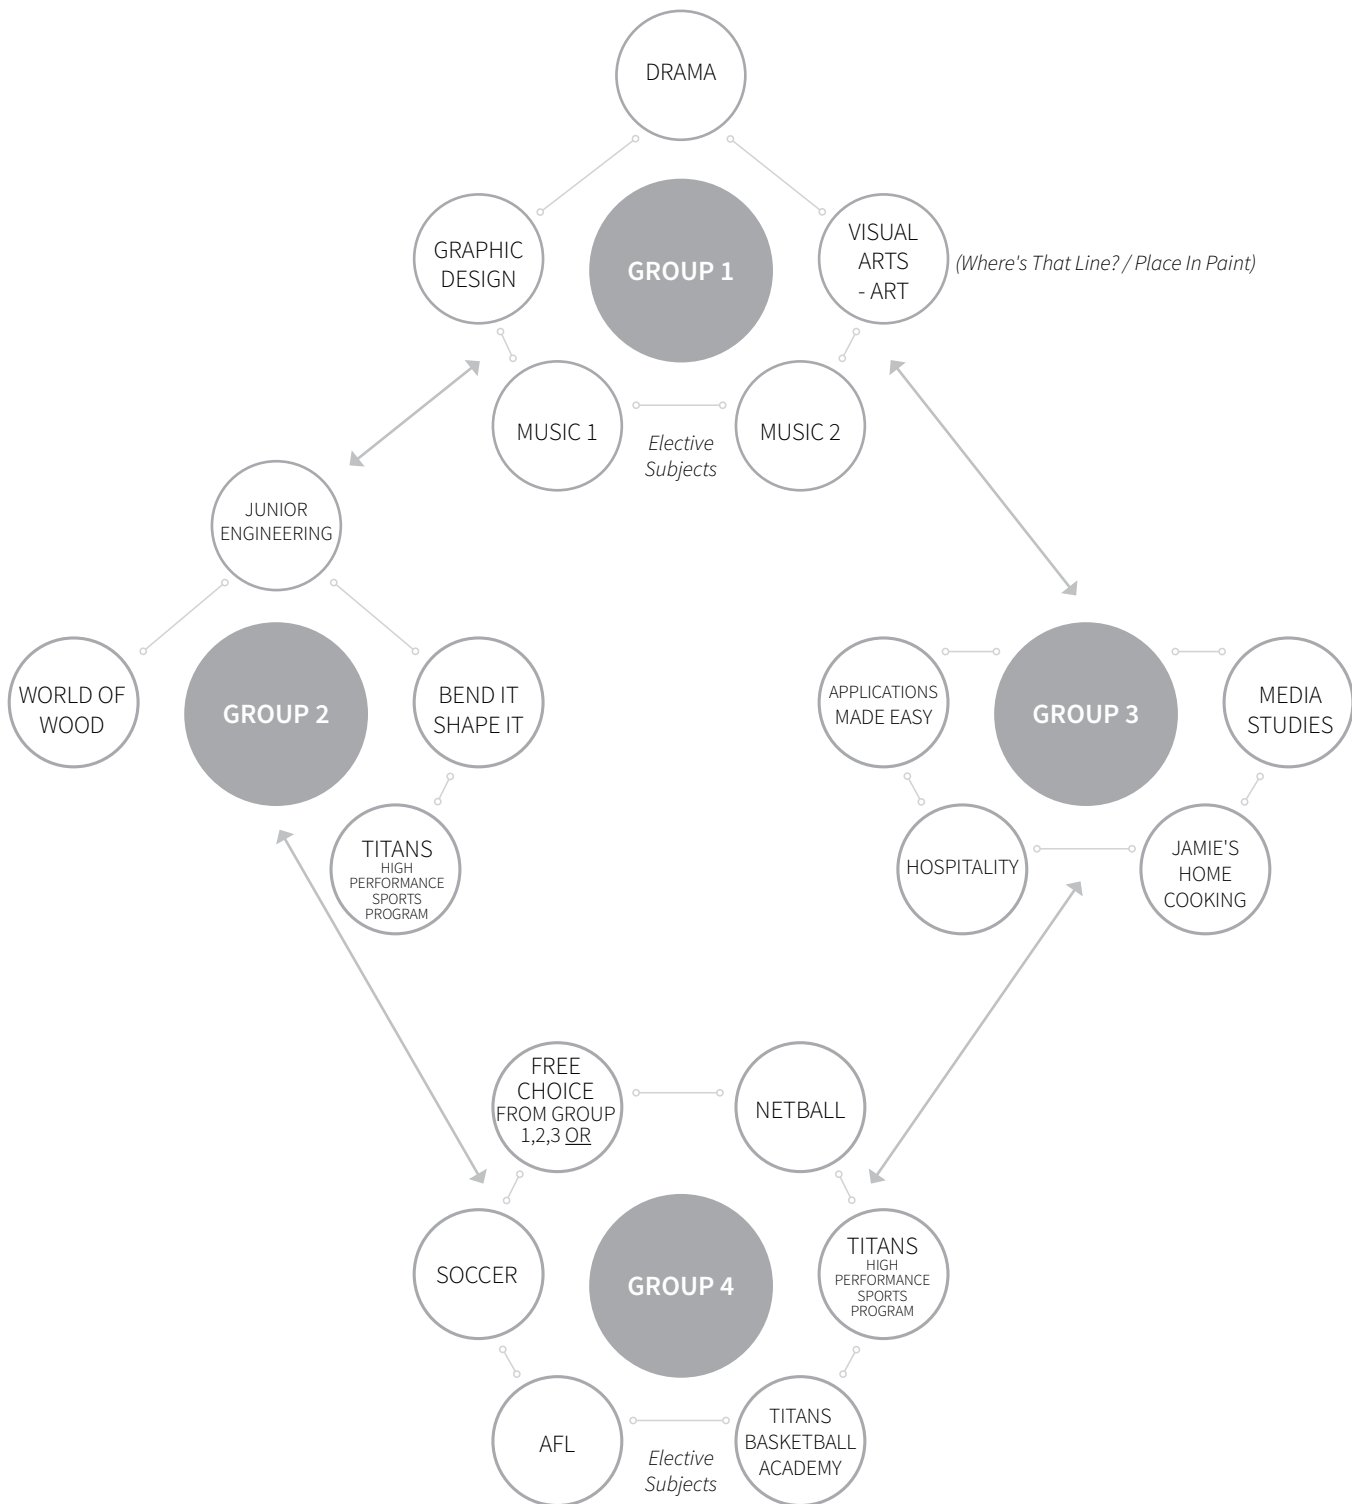 DRAMA
GRAPHIC
DESIGN
GROUP 1
VISUAL
ARTS
- ART
(Where's That Line? / Place In Paint)
MUSIC 1
Elective
Subjects
MUSIC 2
JUNIOR
ENGINEERING
WORLD OF
WOOD
GROUP 2
BEND IT
SHAPE IT
TITANS
HIGH
PERFORMANCE
SPORTS
PROGRAM
APPLICATIONS
MADE EASY
GROUP 3
MEDIA
STUDIES
HOSPITALITY
JAMIE'S
HOME
COOKING
FREE
CHOICE
FROM GROUP
1,2,3 OR
NETBALL
SOCCER
GROUP 4
TITANS
HIGH
PERFORMANCE
SPORTS
PROGRAM
AFL
Elective
Subjects
TITANS
BASKETBALL
ACADEMY